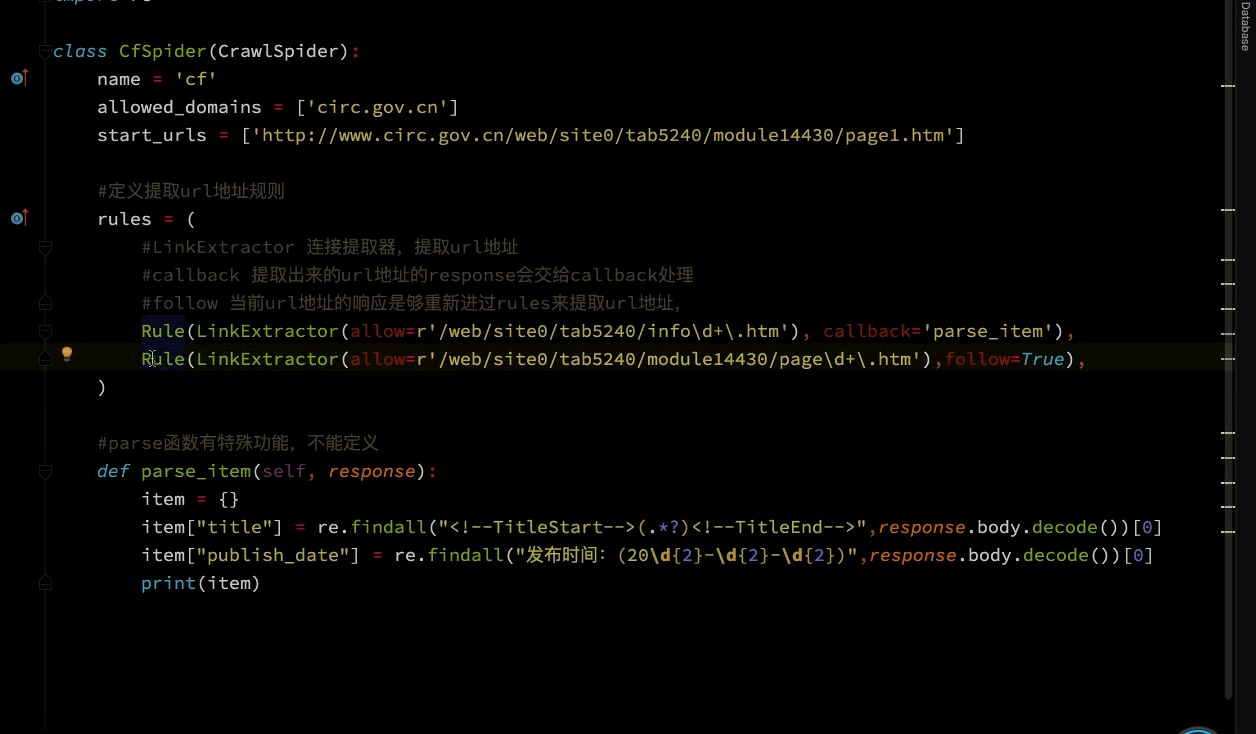 class CfSpider(CrawlSpider):
name = 'cf'
allowed_domains = ['circ.gov.cn']
start_urls = ['http://www.circ.gov.cn/web/site0/tab5240/module14430/page1.htm']
#定义提取url地址规则
rules = (
#LinkExtractor 连接提取器，提取url地址
#callback 提取出来的url地址的response会交给callback处理
#follow 当前url地址的响应是够重新进过rules来提取url地址，
Rule(LinkExtractor(allow=r'/web/site0/tab5240/info\d+\.htm'), callback='parse_item'),
Rule(LinkExtractor(allow=r'/web/site0/tab5240/module14430/page\d+\.htm'),follow=True),
)
#parse函数有特殊功能，不能定义
def parse_item(self, response):
item = {}
item["title"] = re.findall("<!--TitleStart-->(.*?)<!--TitleEnd-->",response.body.decode())[0]
item["publish_date"] = re.findall("发布时间：(20\d{2}-\d{2}-\d{2})",response.body.decode())[0]
print(item)
Database